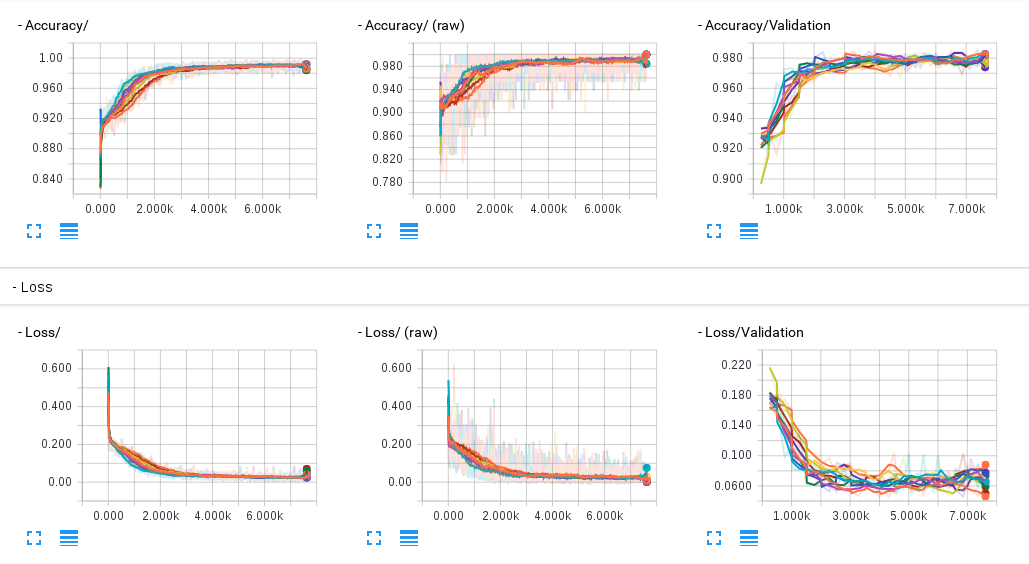 - Accuracy/
- Accuracy/ (raw)
- Accuracy/Validation
1.00
0.960
0.920
0.880
0.840
0.000 2.000k 4.000k 6.000k
0.980
0.940
0.900
0.860
0.820
0.780
0.000 2.000k 4.000k 6.000k
0.980
0.960
0.940
0.920
0.900
1.000k 3.000k 5.000k 7.000k
- Loss
- Loss/
- Loss/ (raw)
- Loss/Validation
0.600
0.400
0.200
0.00
0.000 2.000k 4.000k 6.000k
0.600
0.400
0.200
0.00
0.000 2.000k 4.000k 6.000k
0.220
0.180
0.140
0.100
0.0600
1.000k 3.000k 5.000k 7.000k